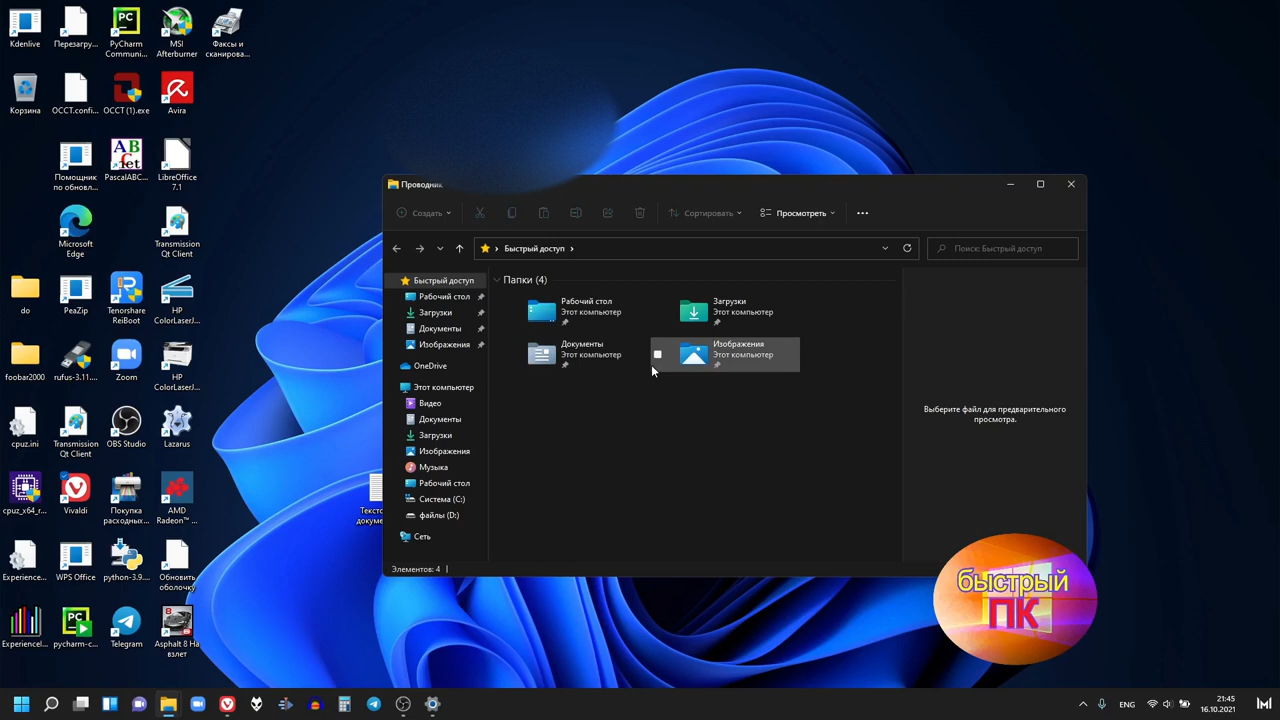 Kdenlive
Перезагру...
PyCharm
Communi...
MSI
Afterburner
Факсы и
сканирова...
Корзина
OCCT.confi...
OCCT (1).exe
Avira
Помощник
по обновл...
PascalABC...
LibreOffice
7.1
Microsoft
Edge
Transmission
Qt Client
do
PeaZip
Tenorshare
ReiBoot
HP
ColorLaserJ...
foobar2000
rufus-3.11....
Zoom
HP
ColorLaserJ...
cpuz.ini
Transmission
Qt Client
OBS Studio
Lazarus
cpuz_x64_r...
Vivaldi
Покупка
расходных...
AMD
Radeon™ ...
Experience...
WPS Office
python-3.9....
Обновить
оболочку
Experiencel...
pycharm-c...
Telegram
Asphalt 8 На
взлет
Проводник
Создать
Сортировать
Просмотреть
Быстрый доступ
Поиск: Быстрый доступ
Быстрый доступ
Рабочий стол
Загрузки
Документы
Изображения
OneDrive
Этот компьютер
Видео
Документы
Загрузки
Изображения
Музыка
Рабочий стол
Система (C:)
файлы (D:)
Сеть
Папки (4)
Рабочий стол
Этот компьютер
Загрузки
Этот компьютер
Документы
Этот компьютер
Изображения
Этот компьютер
Выберите файл для предварительного
просмотра.
Элементов: 4
быстрый
ПК
ENG
21:45
16.10.2021